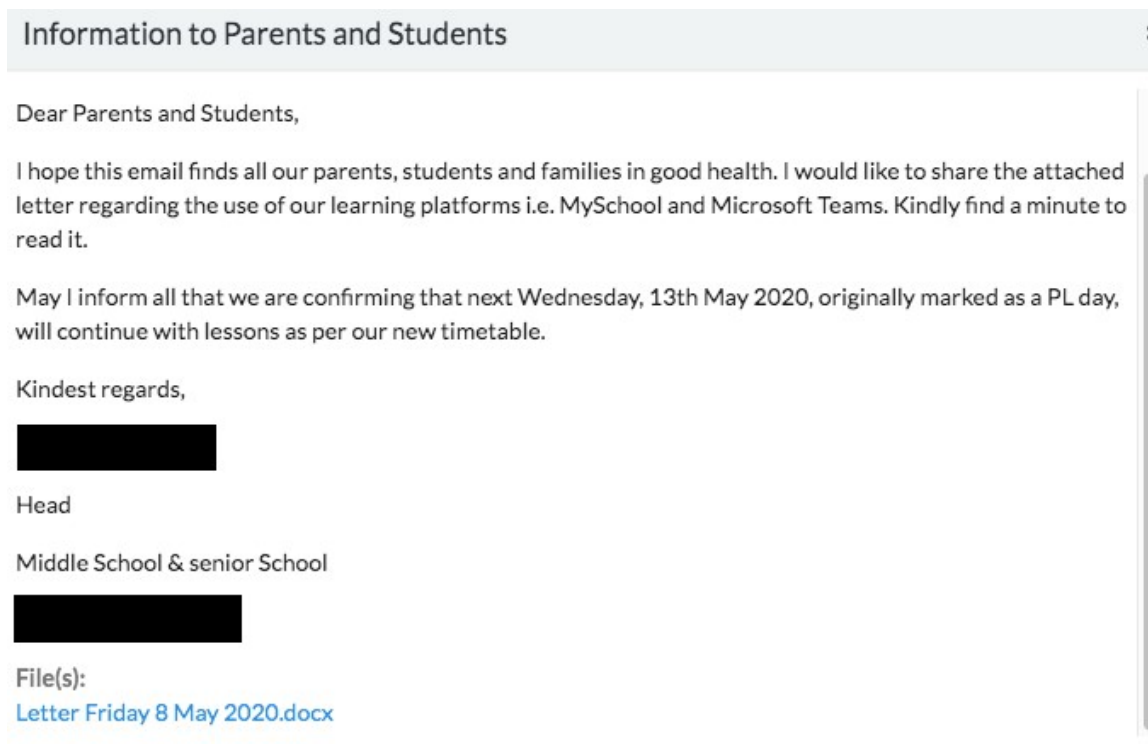 Information to Parents and Students
Dear Parents and Students,
I hope this email finds all our parents, students and families in good health. I would like to share the attached
letter regarding the use of our learning platforms i.e. MySchool and Microsoft Teams. Kindly find a minute to
read it.
May I inform all that we are confirming that next Wednesday, 13th May 2020, originally marked as a PL day,
will continue with lessons as per our new timetable.
Kindest regards,
Head
Middle School & senior School
File(s):
Letter Friday 8 May 2020.docx